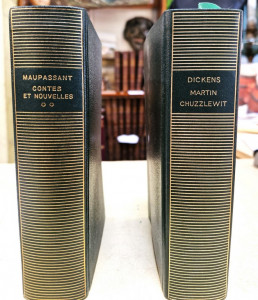 MAUPASSANT
CONTES
ET NOUVELLES
DICKENS
MARTIN
CHUZZLEWIT